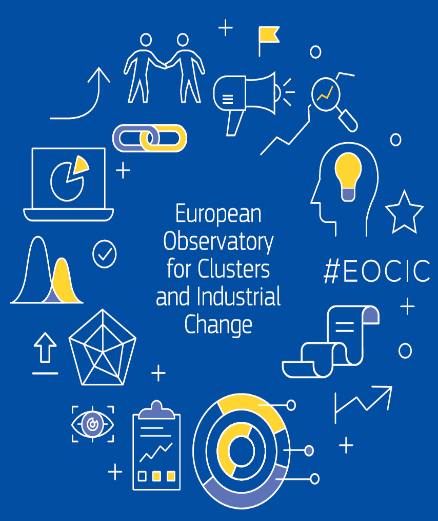 European
Observatory
for Clusters
and Industrial
Change
#EOCIC